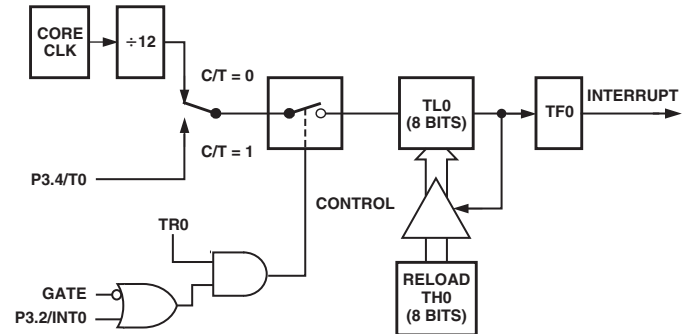 CORE
CLK
÷12
C/T = 0
C/T = 1
P3.4/T0
TL0
(8 BITS)
TF0
INTERRUPT
CONTROL
TR0
GATE
P3.2/INT0
RELOAD
TH0
(8 BITS)